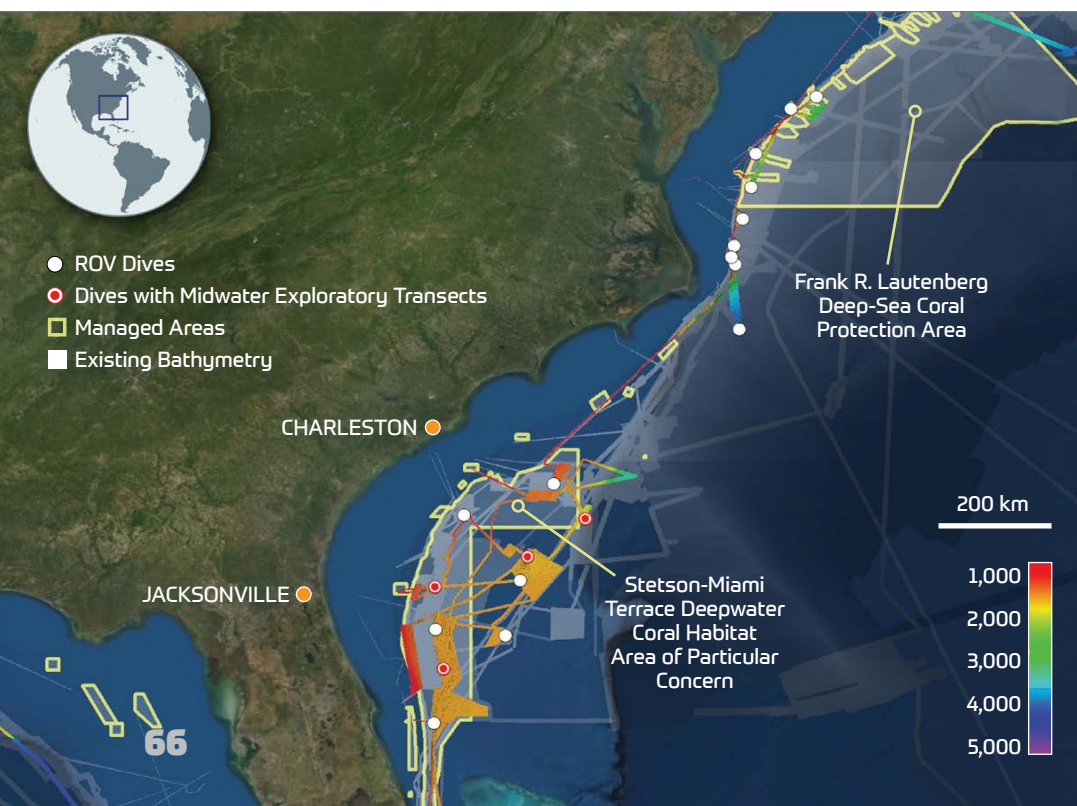 ROV Dives
Dives with Midwater Exploratory Transects
Managed Areas
Existing Bathymetry
Frank R. Lautenberg
Deep-Sea Coral
Protection Area
CHARLESTON
200 km
JACKSONVILLE
Stetson-Miami
Terrace Deepwater
Coral Habitat
Area of Particular
Concern
1,000
2,000
3,000
4,000
5,000
66